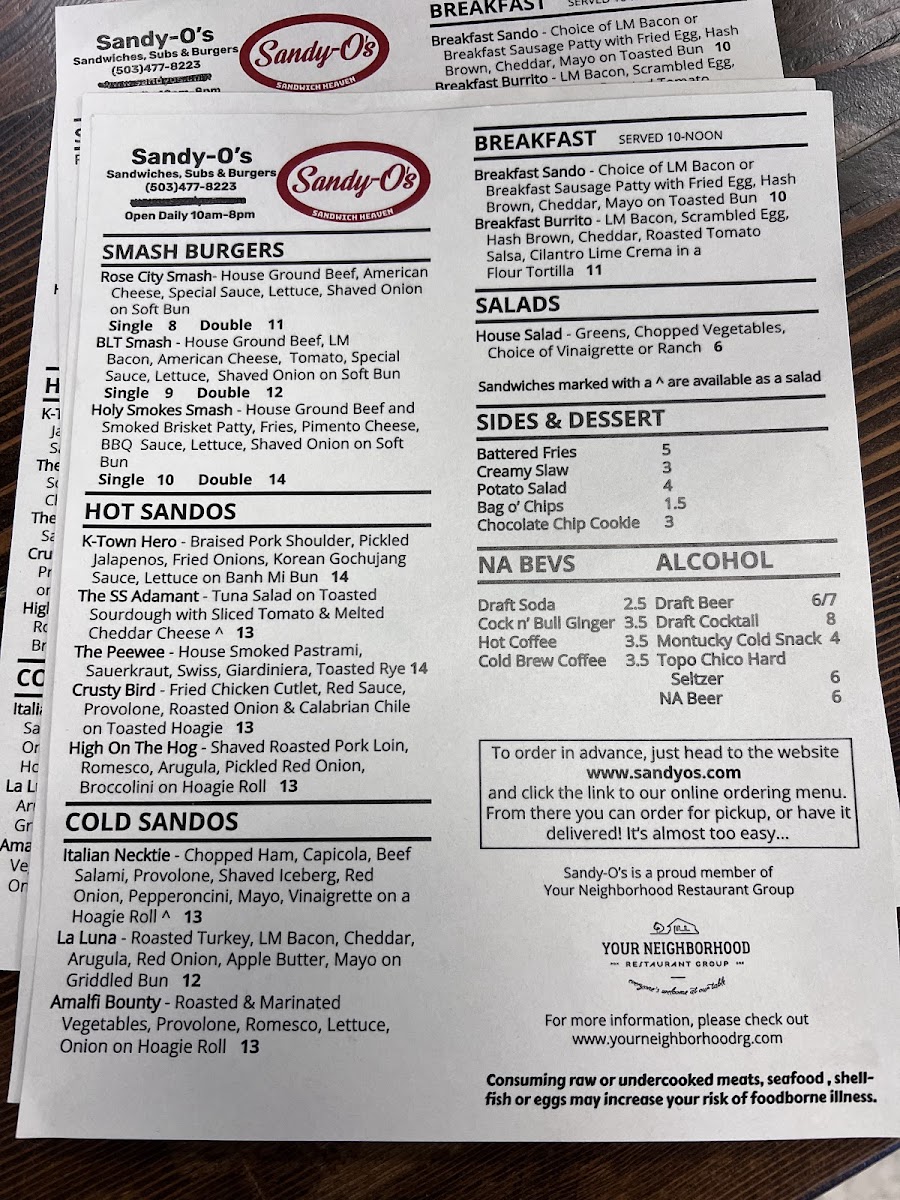 Sandy-O's
Sandwiches, Subs & Burgers
(503)477-8223
Sandy-O's
SANDWICH HEAVEN
BREAKFAST
Breakfast Sando - Choice of LM Bacon or
Breakfast Sausage Patty with Fried Egg, Hash
Brown, Cheddar, Mayo on Toasted Bun 10
Breakfast Burrito - LM Bacon, Scrambled Egg,
Sandy-O's
Sandwiches, Subs & Burgers
(503)477-8223
Open Daily 10am-8pm
Sandy-O's
SANDWICH HEAVEN
SMASH BURGERS
Rose City Smash- House Ground Beef, American
Cheese, Special Sauce, Lettuce, Shaved Onion
on Soft Bun
Single 8 Double 11
BLT Smash - House Ground Beef, LM
Bacon, American Cheese, Tomato, Special
Sauce, Lettuce, Shaved Onion on Soft Bun
Single 9 Double 12
Holy Smokes Smash - House Ground Beef and
Smoked Brisket Patty, Fries, Pimento Cheese,
BBQ Sauce, Lettuce, Shaved Onion on Soft
Bun
Single 10 Double 14
HOT SANDOS
K-Town Hero - Braised Pork Shoulder, Pickled
Jalapenos, Fried Onions, Korean Gochujang
Sauce, Lettuce on Banh Mi Bun 14
The SS Adamant - Tuna Salad on Toasted
Sourdough with Sliced Tomato & Melted
Cheddar Cheese ^ 13
The Peewee - House Smoked Pastrami,
Sauerkraut, Swiss, Giardiniera, Toasted Rye 14
Crusty Bird - Fried Chicken Cutlet, Red Sauce,
Provolone, Roasted Onion & Calabrian Chile
on Toasted Hoagie 13
High On The Hog - Shaved Roasted Pork Loin,
Romesco, Arugula, Pickled Red Onion,
Broccolini on Hoagie Roll 13
COLD SANDOS
Italian Necktie - Chopped Ham, Capicola, Beef
Salami, Provolone, Shaved Iceberg, Red
Onion, Pepperoncini, Mayo, Vinaigrette on a
Hoagie Roll ^ 13
La Luna - Roasted Turkey, LM Bacon, Cheddar,
Arugula, Red Onion, Apple Butter, Mayo on
Griddled Bun 12
Amalfi Bounty - Roasted & Marinated
Vegetables, Provolone, Romesco, Lettuce,
Onion on Hoagie Roll 13
BREAKFAST SERVED 10-NOON
Breakfast Sando - Choice of LM Bacon or
Breakfast Sausage Patty with Fried Egg, Hash
Brown, Cheddar, Mayo on Toasted Bun 10
Breakfast Burrito - LM Bacon, Scrambled Egg,
Hash Brown, Cheddar, Roasted Tomato
Salsa, Cilantro Lime Crema in a
Flour Tortilla 11
SALADS
House Salad - Greens, Chopped Vegetables,
Choice of Vinaigrette or Ranch 6
Sandwiches marked with a ^ are available as a salad
SIDES & DESSERT
Battered Fries 5
Creamy Slaw 3
Potato Salad 4
Bag o' Chips 1.5
Chocolate Chip Cookie 3
NA BEVS
Draft Soda 2.5
Cock n' Bull Ginger 3.5
Hot Coffee 3.5
Cold Brew Coffee 3.5
ALCOHOL
Draft Beer 6/7
Draft Cocktail 8
Montucky Cold Snack 4
Topo Chico Hard
Seltzer 6
NA Beer 6
To order in advance, just head to the website
www.sandyos.com
and click the link to our online ordering menu.
From there you can order for pickup, or have it
delivered! It's almost too easy...
Sandy-O's is a proud member of
Your Neighborhood Restaurant Group
YOUR NEIGHBORHOOD
RESTAURANT GROUP
everyone's welcome at our table
For more information, please check out
www.yourneighborhoodrg.com
Consuming raw or undercooked meats, seafood , shell-
fish or eggs may increase your risk of foodborne illness.